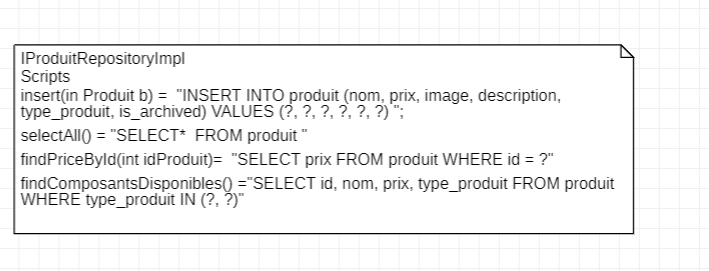 IProduitRepositoryImpl
Scripts
insert(in Produit b) =  "INSERT INTO produit (nom, prix, image, description,
type_produit, is_archived) VALUES (?, ?, ?, ?, ?, ?) ";
selectAll() = "SELECT*  FROM produit "
findPriceById(int idProduit)=  "SELECT prix FROM produit WHERE id = ?"
findComposantsDisponibles() ="SELECT id, nom, prix, type_produit FROM produit
WHERE type_produit IN (?, ?)"